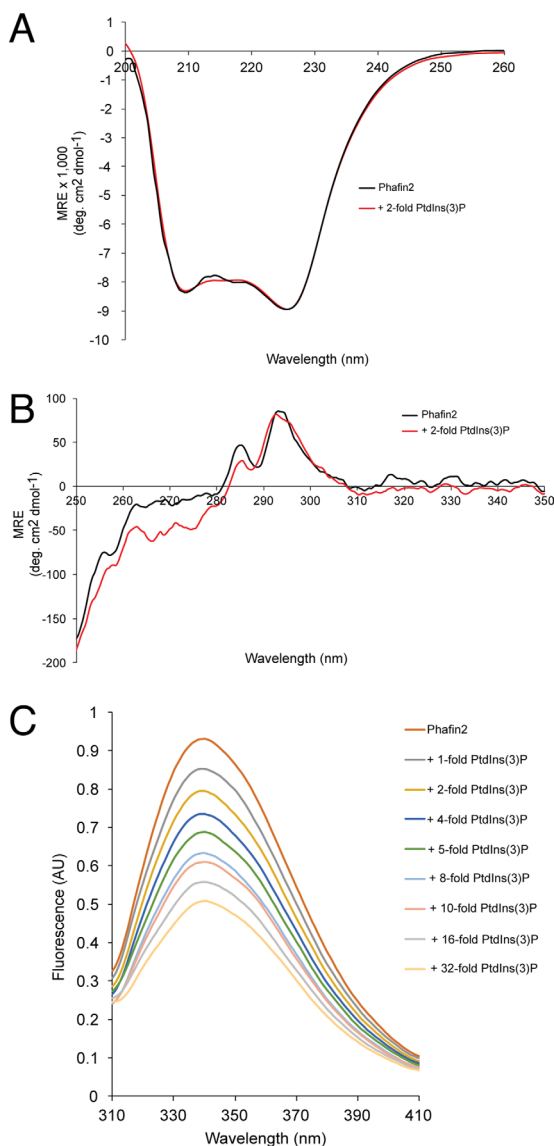 A
1
0
200 210 220 230 240 250 260
-1
-2
-3
-4
-5
-6
-7
-8
-9
-10
MRE x 1,000
(deg. cm2 dmol-1)
Phafin2
+ 2-fold PtdIns(3)P
Wavelength (nm)
B
100
50
0
250 260 270 280 290 300 310 320 330 340 350
-50
-100
-150
-200
MRE
(deg. cm2 dmol-1)
Phafin2
+ 2-fold PtdIns(3)P
Wavelength (nm)
C
1
0.9
0.8
0.7
0.6
0.5
0.4
0.3
0.2
0.1
0
Fluorescence (AU)
310 330 350 370 390 410
Wavelength (nm)
Phafin2
+ 1-fold PtdIns(3)P
+ 2-fold PtdIns(3)P
+ 4-fold PtdIns(3)P
+ 5-fold PtdIns(3)P
+ 8-fold PtdIns(3)P
+ 10-fold PtdIns(3)P
+ 16-fold PtdIns(3)P
+ 32-fold PtdIns(3)P